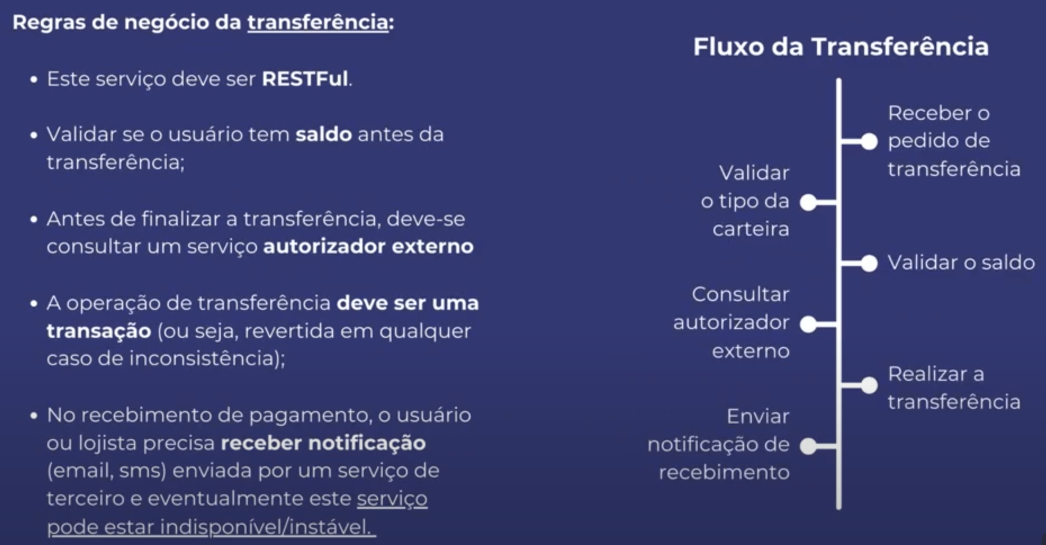 Regras de negócio da transferência:
• Este serviço deve ser RESTFul.
• Validar se o usuário tem saldo antes da
transferência;
• Antes de finalizar a transferência, deve-se
consultar um serviço autorizador externo
• A operação de transferência deve ser uma
transação (ou seja, revertida em qualquer
caso de inconsistência);
• No recebimento de pagamento, o usuário
ou lojista precisa receber notificação
(email, sms) enviada por um serviço de
terceiro e eventualmente este serviço
pode estar indisponível/instável.
Fluxo da Transferência
Receber o
pedido de
transferência
Validar
o tipo da
carteira
Validar o saldo
Consultar
autorizador
externo
Realizar a
transferência
Enviar
notificação de
recebimento